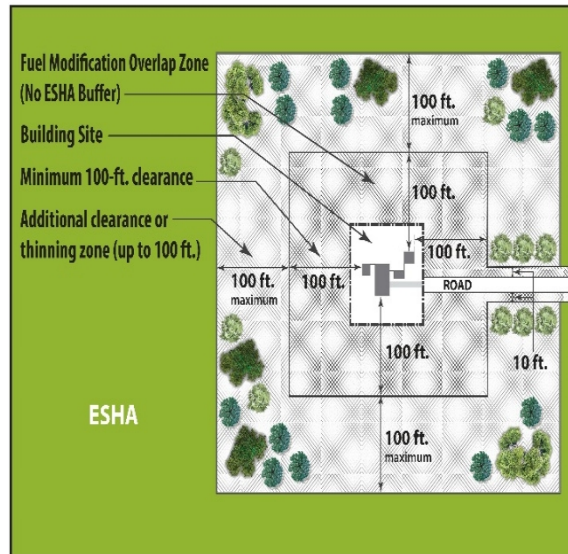 Fuel Modification Overlap Zone
(No ESHA Buffer)
Building Site
Minimum 100-ft. clearance
Additional clearance or
thinning zone (up to 100 ft.)
100 ft.
maximum
100 ft.
100 ft.
100 ft.
maximum
100 ft.
ROAD
100 ft.
10 ft.
ESHA
100 ft.
maximum